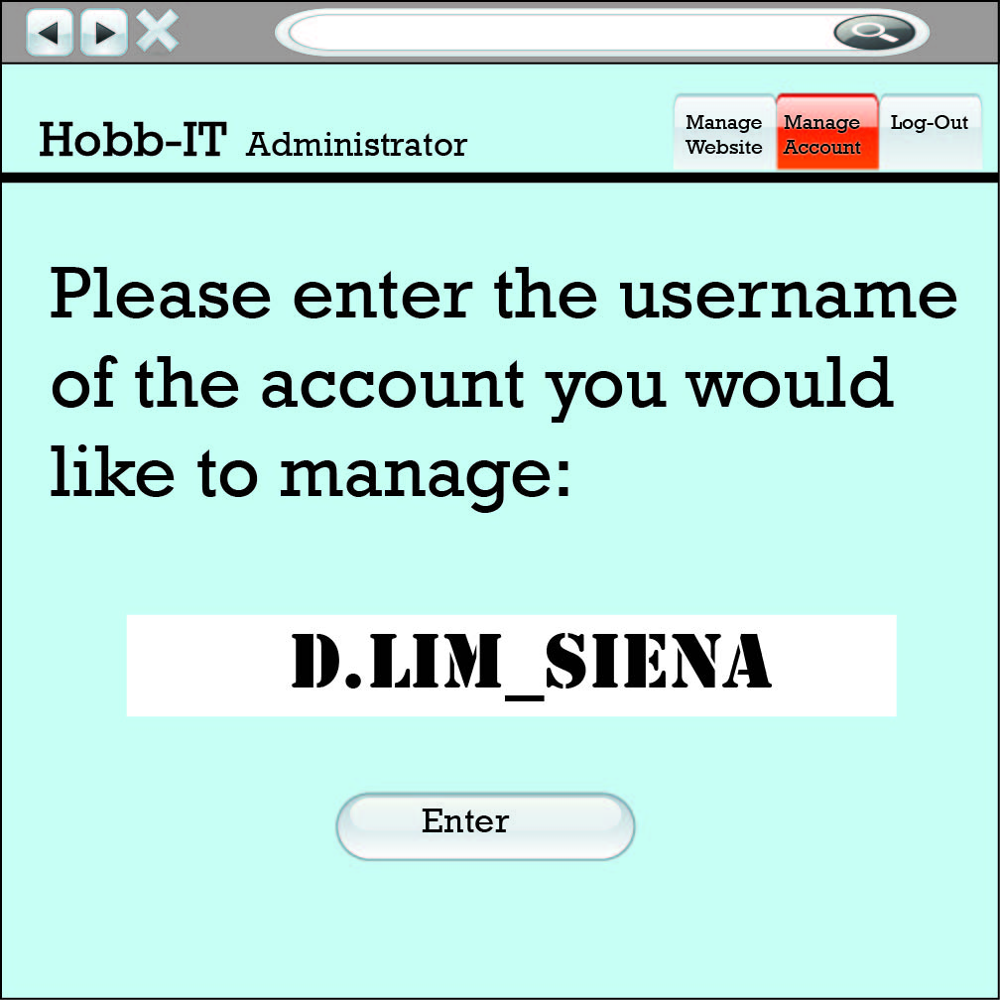 Hobb-IT Administrator
Manage Website
Manage Account
Log-Out
Please enter the username
of the account you would
like to manage:
D.LIM_SIENA
Enter